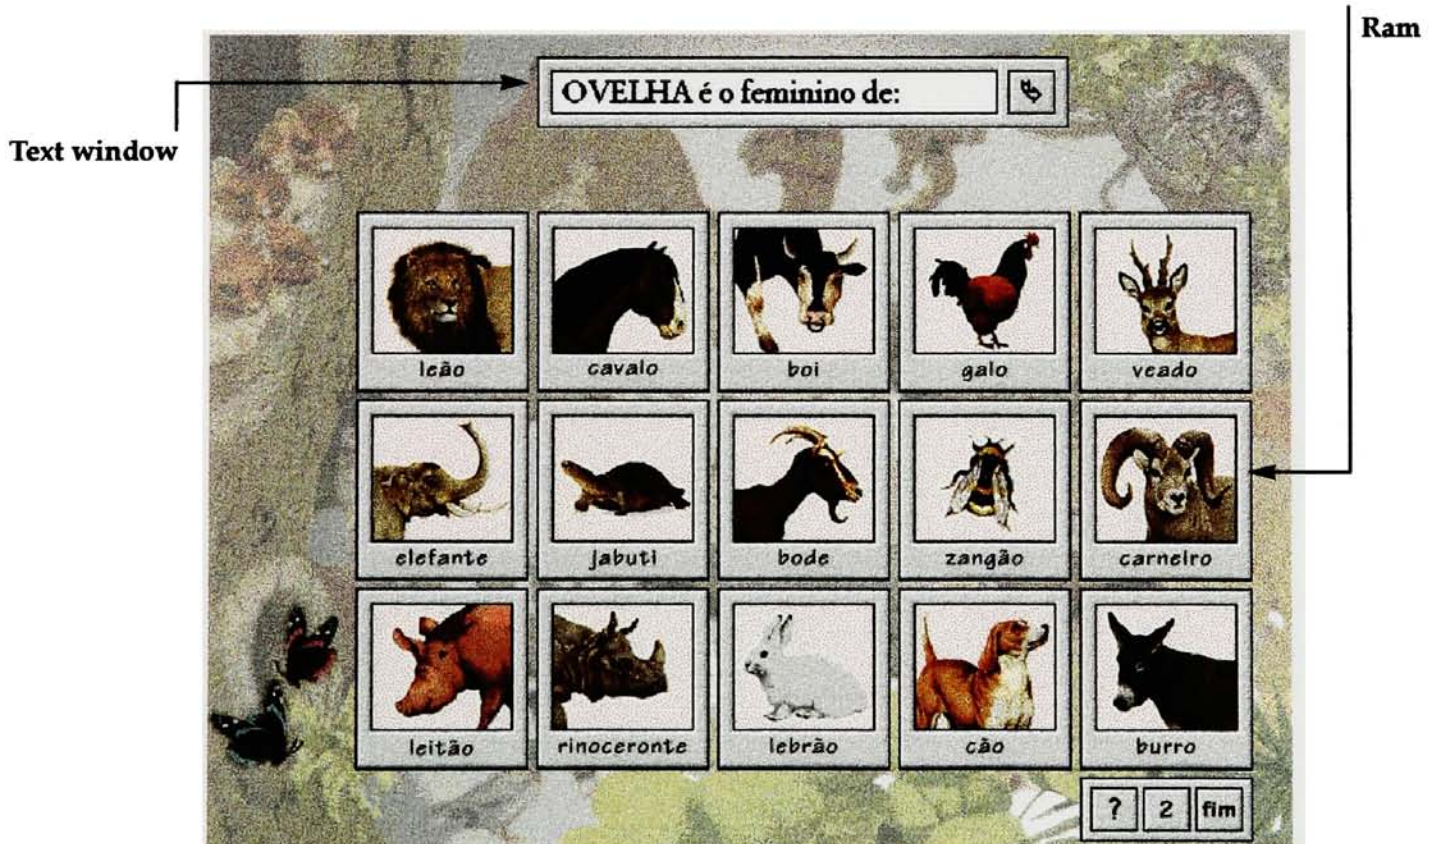 Ram
OVELHA é o feminino de:
Text window
leão
cavalo
boi
galo
veado
elefante
jabuti
bode
zangão
carneiro
leitão
rinoceronte
lebrão
cão
burro
?
2
fim